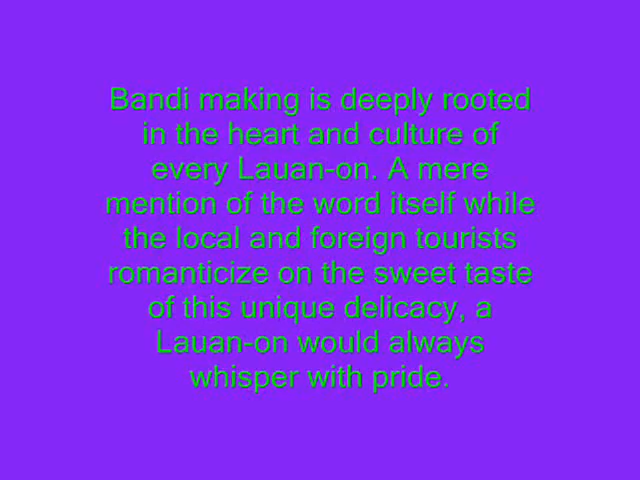 Bandi making is deeply rooted
in the heart and culture of
every Lauan-on. A mere
mention of the word itself while
the local and foreign tourists
romanticize on the sweet taste
of this unique delicacy, a
Lauan-on would always
whisper with pride.